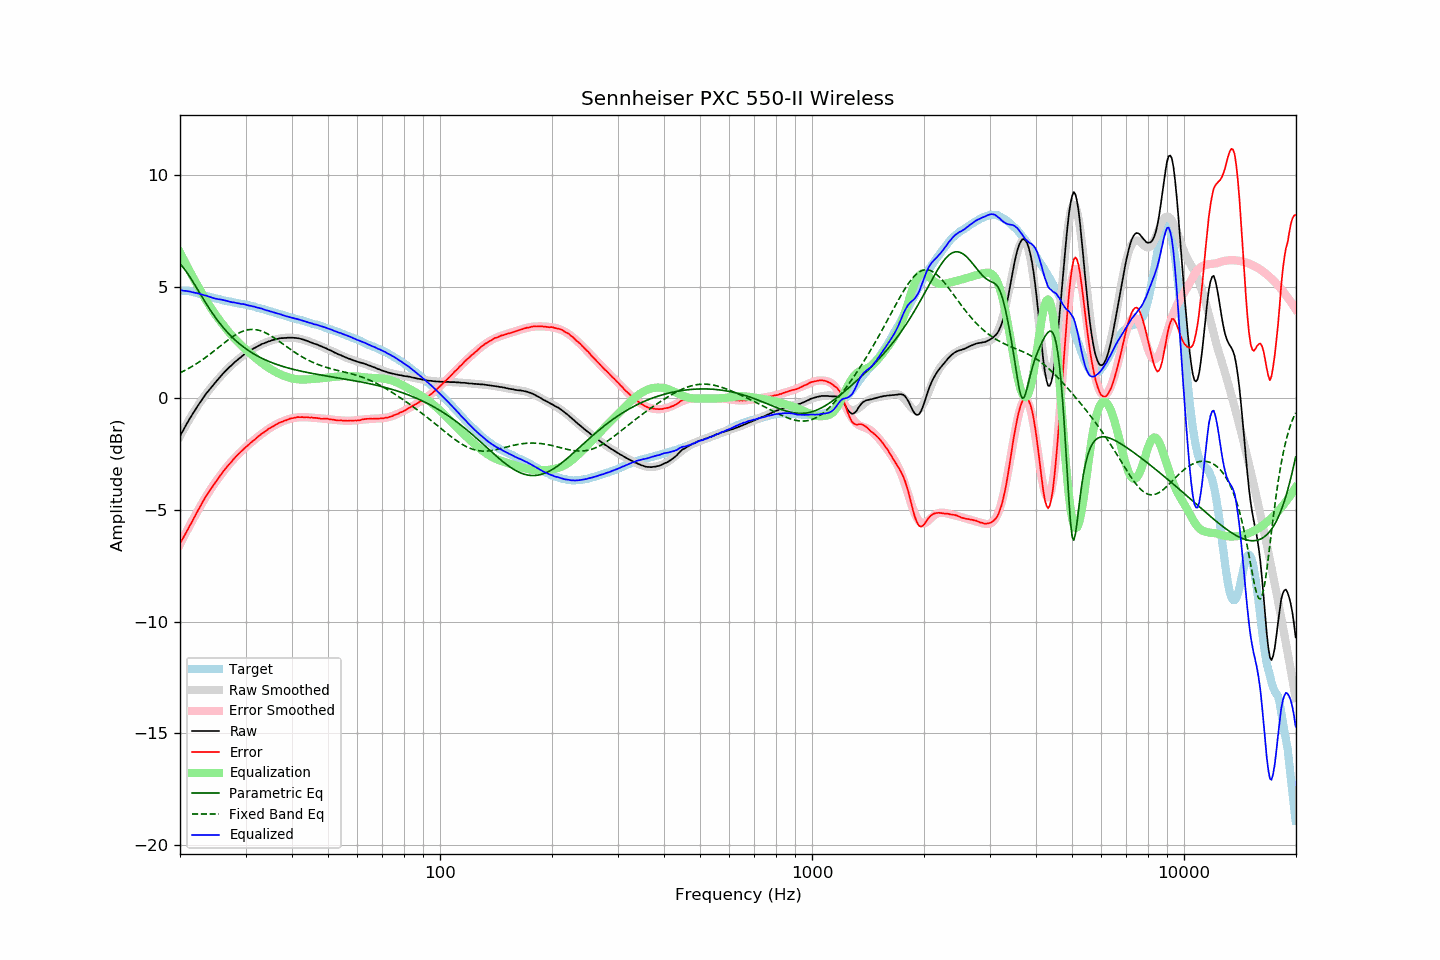 Sennheiser PXC 550-II Wireless
10
5
0
−5
−10
−15
−20
Amplitude (dBr)
Target
Raw Smoothed
Error Smoothed
Raw
Error
Equalization
Parametric Eq
Fixed Band Eq
Equalized
100 1000 10000
Frequency (Hz)